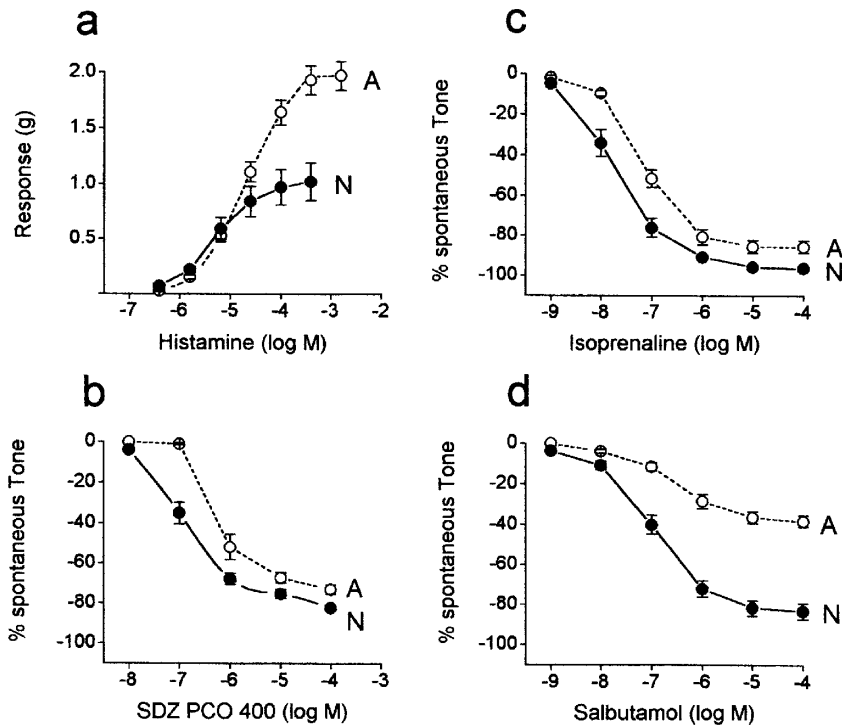 a
Response (g)
2.0
1.5
1.0
0.5
A
N
-7 -6 -5 -4 -3 -2
Histamine (log M)
c
% spontaneous Tone
0
-20
-40
-60
-80
-100
A
N
-9 -8 -7 -6 -5 -4
Isoprenaline (log M)
b
% spontaneous Tone
0
-20
-40
-60
-80
-100
A
N
-8 -7 -6 -5 -4 -3
SDZ PCO 400 (log M)
d
% spontaneous Tone
0
-20
-40
-60
-80
-100
A
N
-9 -8 -7 -6 -5 -4
Salbutamol (log M)